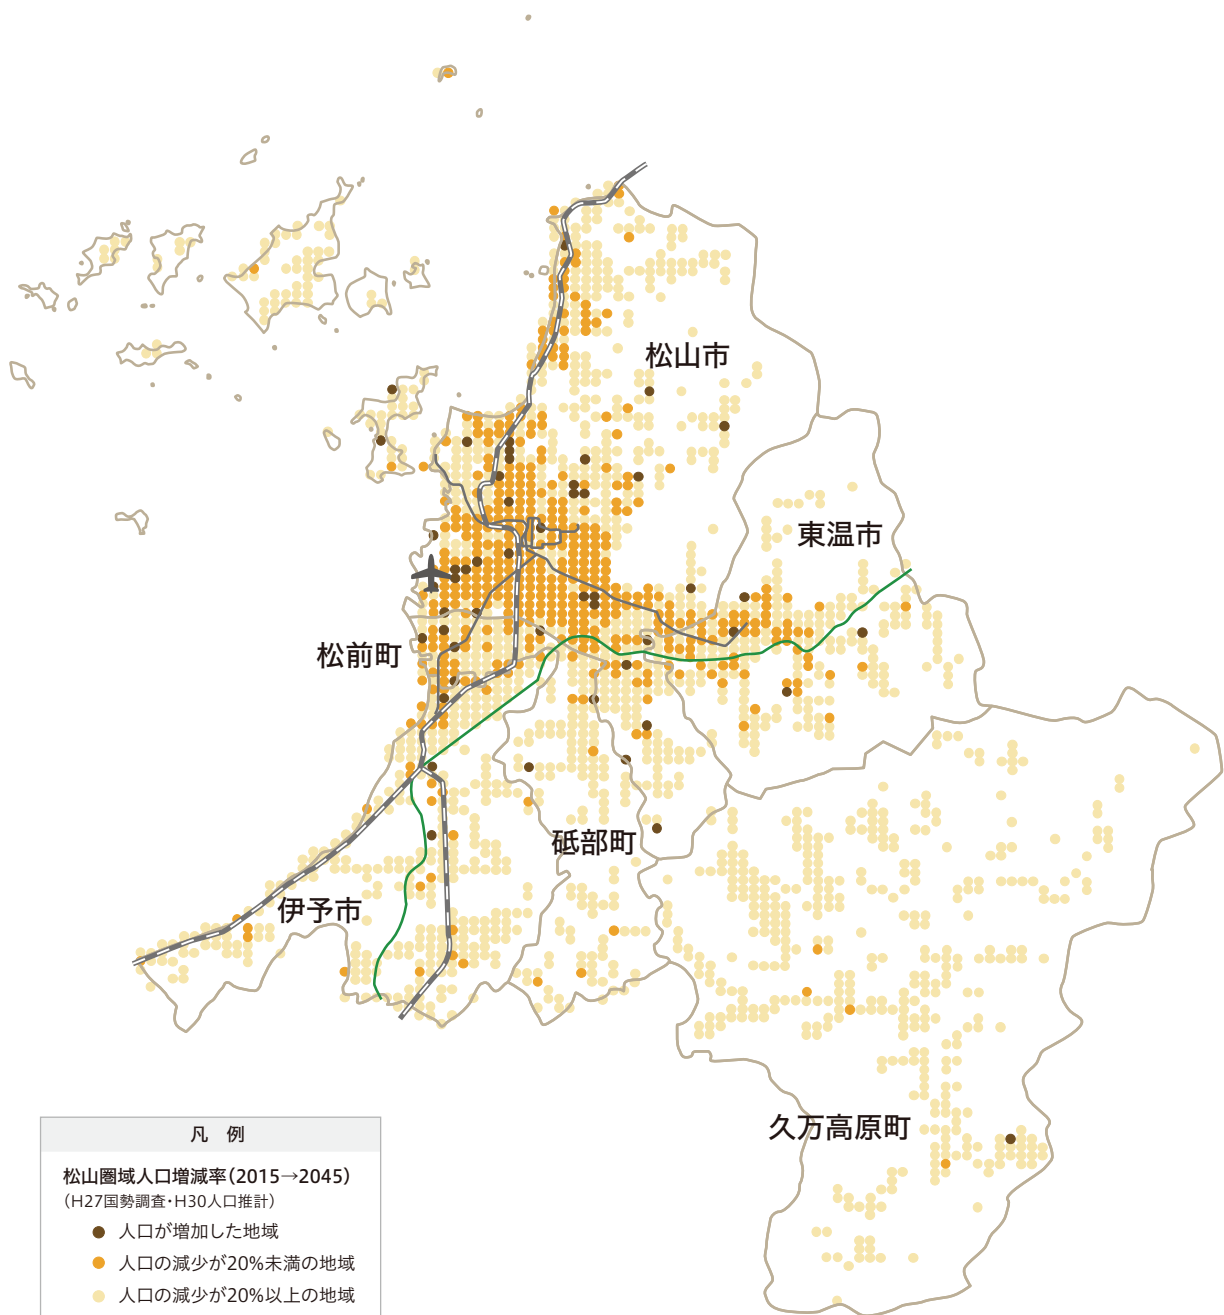 松山市
東温市
松前町
砥部町
伊予市
久万高原町
凡 例
松山圏域人口増減率(2015→2045)
(H27国勢調査・H30人口推計)
人口が増加した地域
人口の減少が20%未満の地域
人口の減少が20%以上の地域